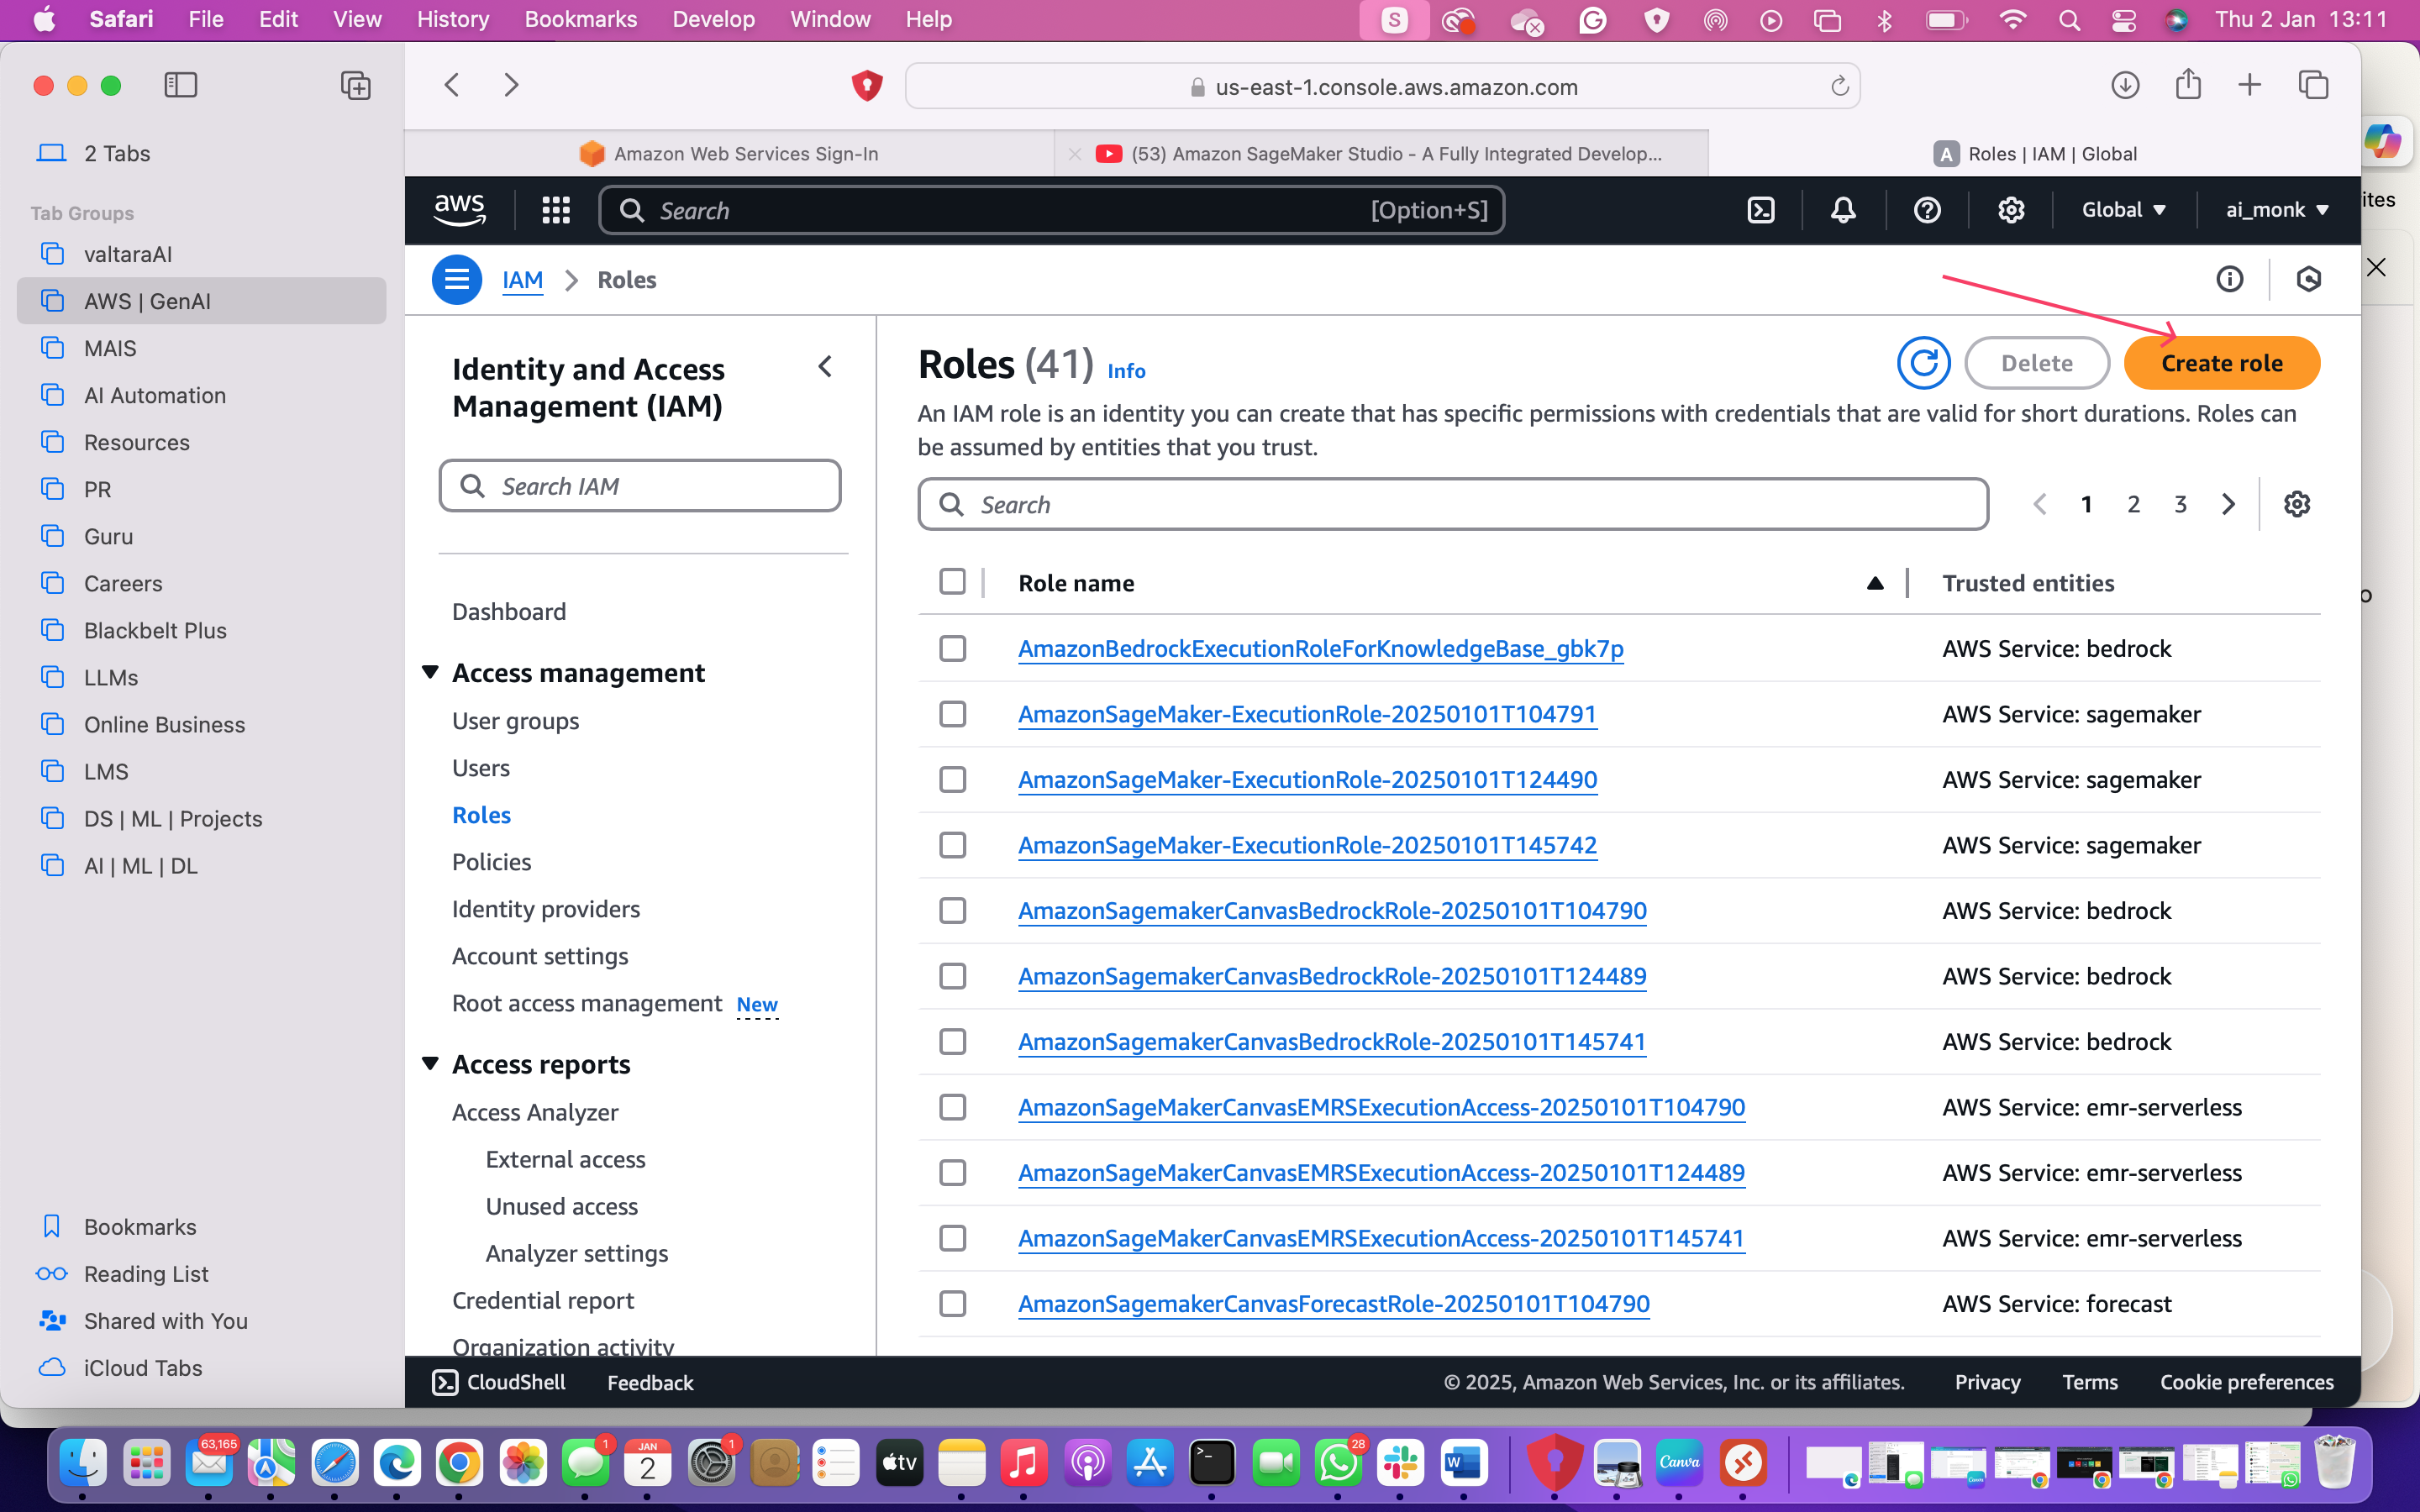 Safari File Edit View History Bookmarks Develop Window Help
S
Thu 2 Jan 13:11
us-east-1.console.aws.amazon.com
2 Tabs
Tab Groups
valtaraAI
AWS | GenAI
MAIS
AI Automation
Resources
PR
Guru
Careers
Blackbelt Plus
LLMs
Online Business
LMS
DS | ML | Projects
AI | ML | DL
Bookmarks
Reading List
Shared with You
iCloud Tabs
Amazon Web Services Sign-In
(53) Amazon SageMaker Studio - A Fully Integrated Develop...
A Roles | IAM | Global
aws
Search [Option+S]
Global
ai_monk
ites
IAM > Roles
Identity and Access
Management (IAM)
Search IAM
Dashboard
Access management
User groups
Users
Roles
Policies
Identity providers
Account settings
Root access management New
Access reports
Access Analyzer
External access
Unused access
Analyzer settings
Credential report
Organization activity
Roles (41) Info
Delete
Create role
An IAM role is an identity you can create that has specific permissions with credentials that are valid for short durations. Roles can
be assumed by entities that you trust.
Search
1 2 3
Role name Trusted entities
AmazonBedrockExecutionRoleForKnowledgeBase_gbk7p AWS Service: bedrock
AmazonSageMaker-ExecutionRole-20250101T104791 AWS Service: sagemaker
AmazonSageMaker-ExecutionRole-20250101T124490 AWS Service: sagemaker
AmazonSageMaker-ExecutionRole-20250101T145742 AWS Service: sagemaker
AmazonSagemakerCanvasBedrockRole-20250101T104790 AWS Service: bedrock
AmazonSagemakerCanvasBedrockRole-20250101T124489 AWS Service: bedrock
AmazonSagemakerCanvasBedrockRole-20250101T145741 AWS Service: bedrock
AmazonSageMakerCanvasEMRSExecutionAccess-20250101T104790 AWS Service: emr-serverless
AmazonSageMakerCanvasEMRSExecutionAccess-20250101T124489 AWS Service: emr-serverless
AmazonSageMakerCanvasEMRSExecutionAccess-20250101T145741 AWS Service: emr-serverless
AmazonSagemakerCanvasForecastRole-20250101T104790 AWS Service: forecast
CloudShell Feedback
© 2025, Amazon Web Services, Inc. or its affiliates. Privacy Terms Cookie preferences
63,165
1
JAN
2
1
tv
28
W
Canva